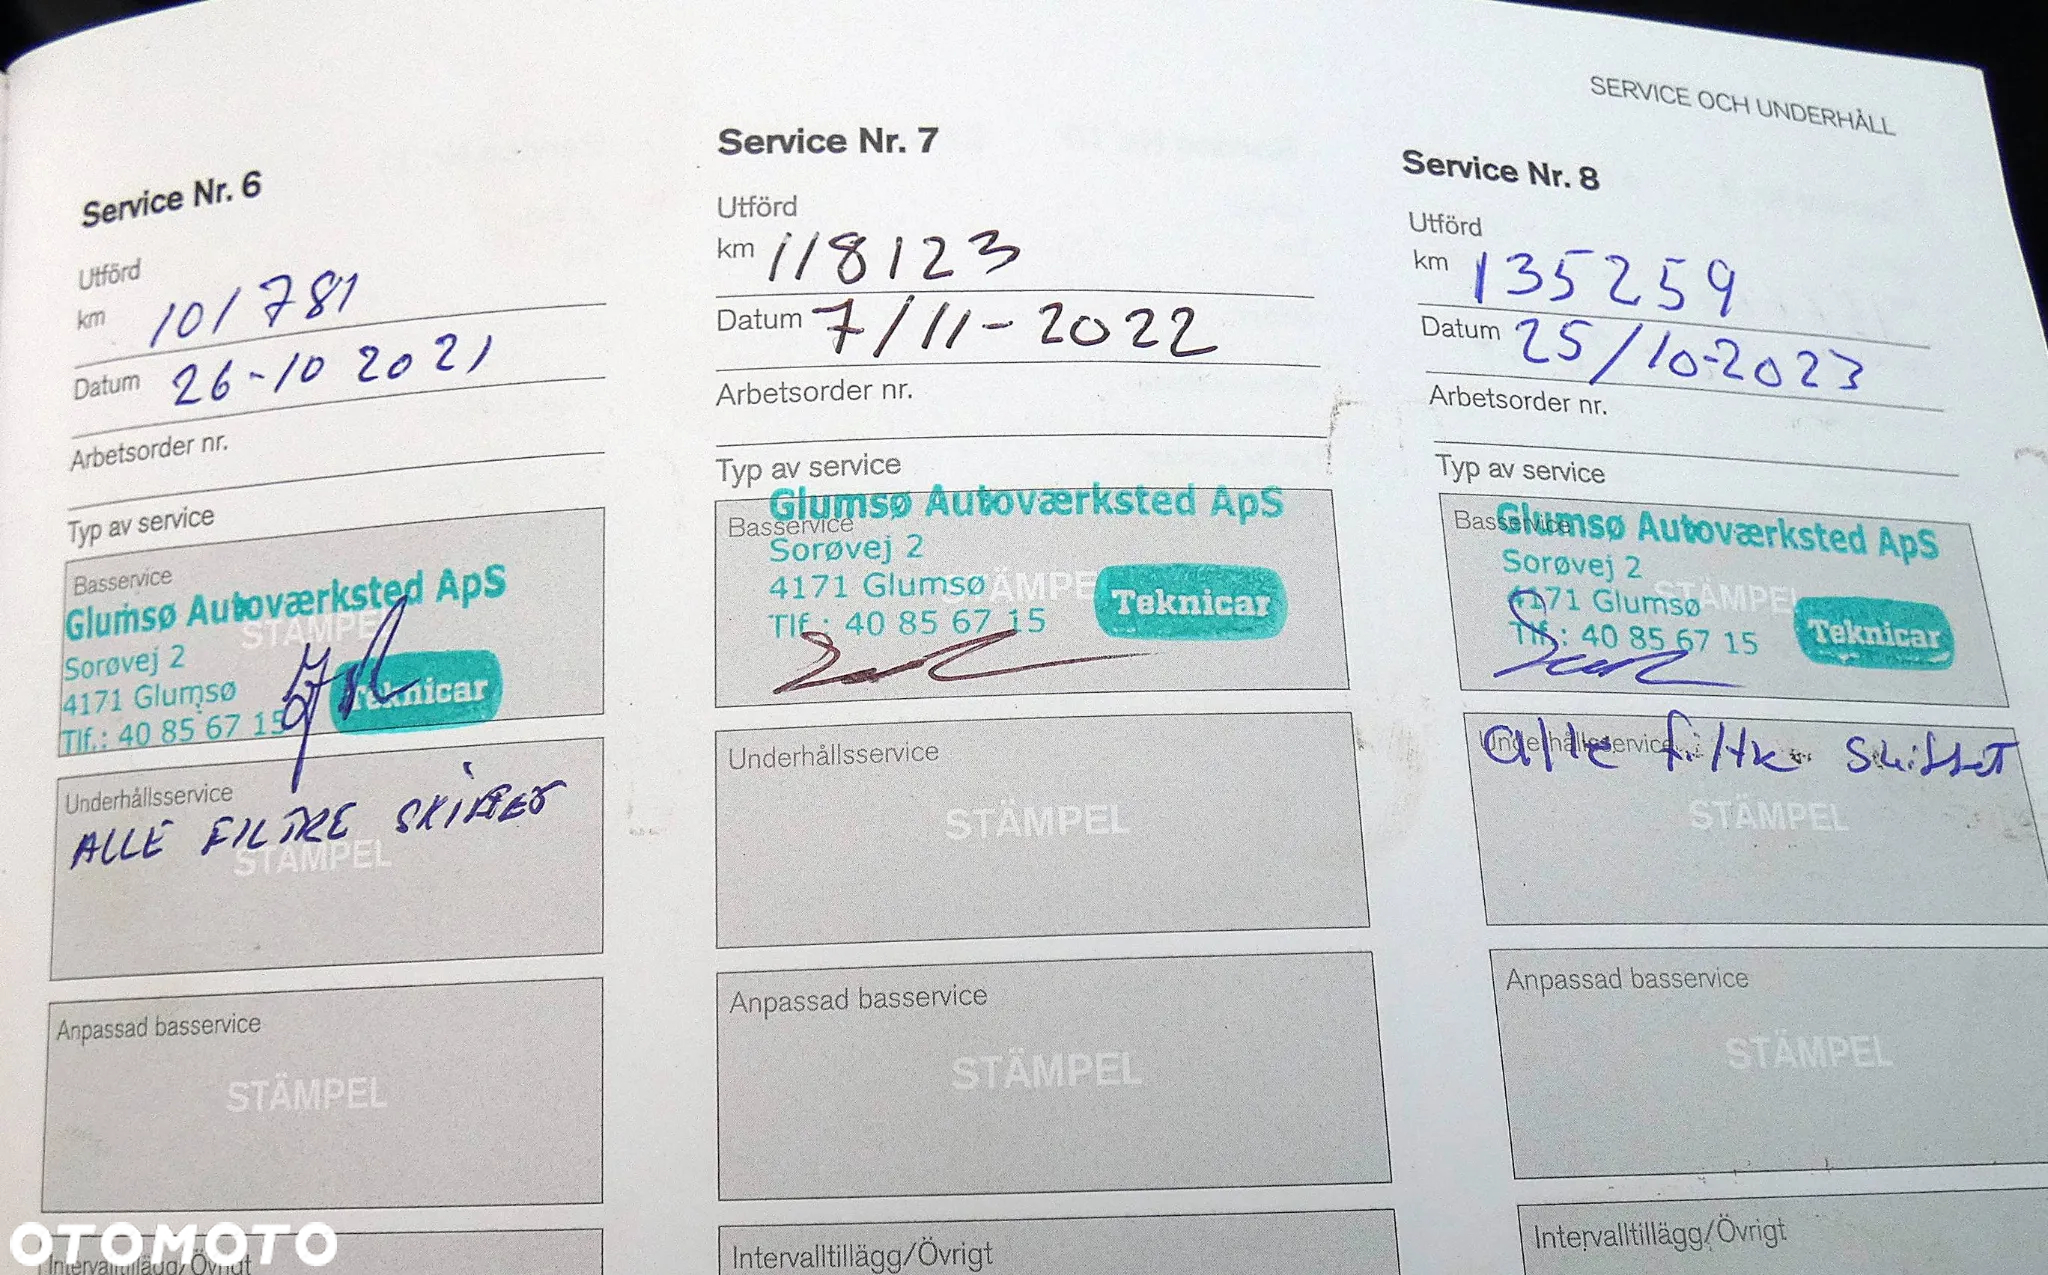 SERVICE OCH UNDERHÅLL
Service Nr. 6
Utförd
km 101781
Datum 26-10 2021
Arbetsorder nr.
Typ av service
Basservice
STÄMPEL
Glumsø Autoværksted ApS
Sorøvej 2
4171 Glumsø
Tlf.: 40 85 67 15
Teknicar
Underhållsservice
ALLE FILTRE SKIFTET
STÄMPEL
Anpassad basservice
STÄMPEL
Intervalltillägg/Övrigt
Service Nr. 7
Utförd
km 118123
Datum 7/11-2022
Arbetsorder nr.
Typ av service
Basservice
STÄMPEL
Glumsø Autoværksted ApS
Sorøvej 2
4171 Glumsø
Tlf.: 40 85 67 15
Teknicar
Underhållsservice
STÄMPEL
Anpassad basservice
STÄMPEL
Intervalltillägg/Övrigt
Service Nr. 8
Utförd
km 135259
Datum 25/10-2023
Arbetsorder nr.
Typ av service
Basservice
STÄMPEL
Glumsø Autoværksted ApS
Sorøvej 2
4171 Glumsø
Tlf.: 40 85 67 15
Teknicar
Underhållsservice
alle filtre skiftet
STÄMPEL
Anpassad basservice
STÄMPEL
Intervalltillägg/Övrigt
OTOMOTO